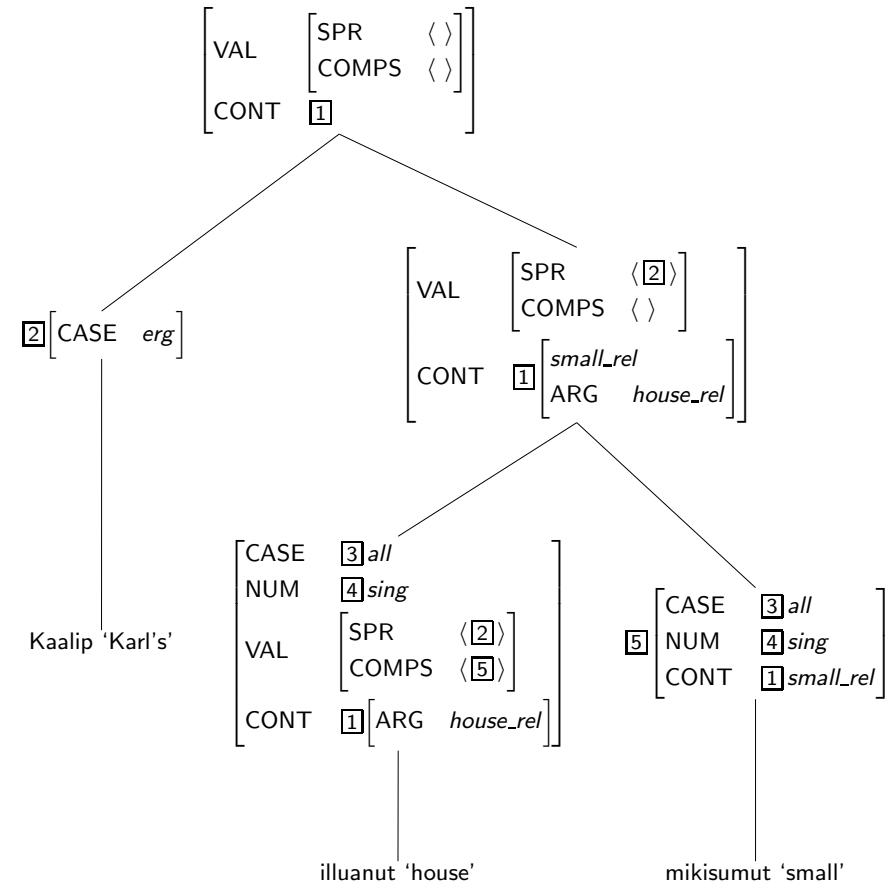 VAL SPR ⟨ ⟩
COMPS ⟨ ⟩
CONT 1
2 CASE erg
VAL SPR ⟨ 2 ⟩
COMPS ⟨ ⟩
CONT 1 small_rel
ARG house_rel
CASE 3 all
NUM 4 sing
VAL SPR ⟨ 2 ⟩
COMPS ⟨ 5 ⟩
CONT 1 ARG house_rel
5 CASE 3 all
NUM 4 sing
CONT 1 small_rel
Kaalip ‘Karl’s’
illuanut ‘house’
mikisumut ‘small’